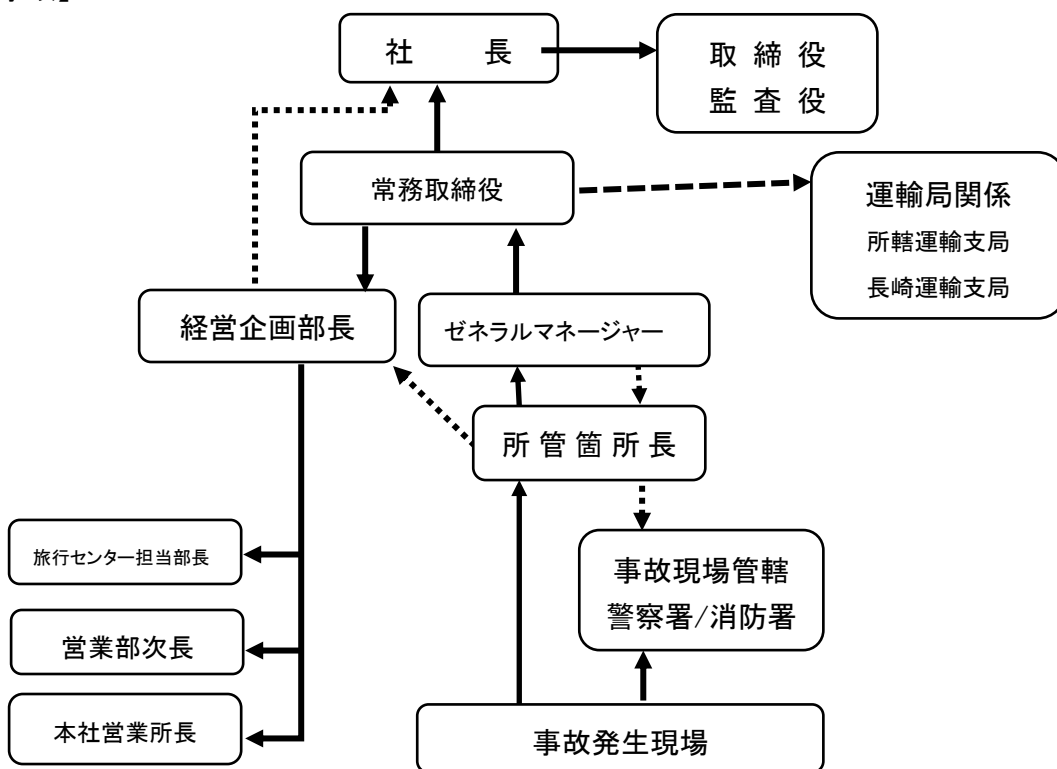 社 長
取 締 役
監 査 役
常務取締役
運輸局関係
所轄運輸支局
長崎運輸支局
経営企画部長
ゼネラルマネージャー
所 管 箇 所 長
旅行センター担当部長
事故現場管轄
警察署/消防署
営業部次長
本社営業所長
事故発生現場